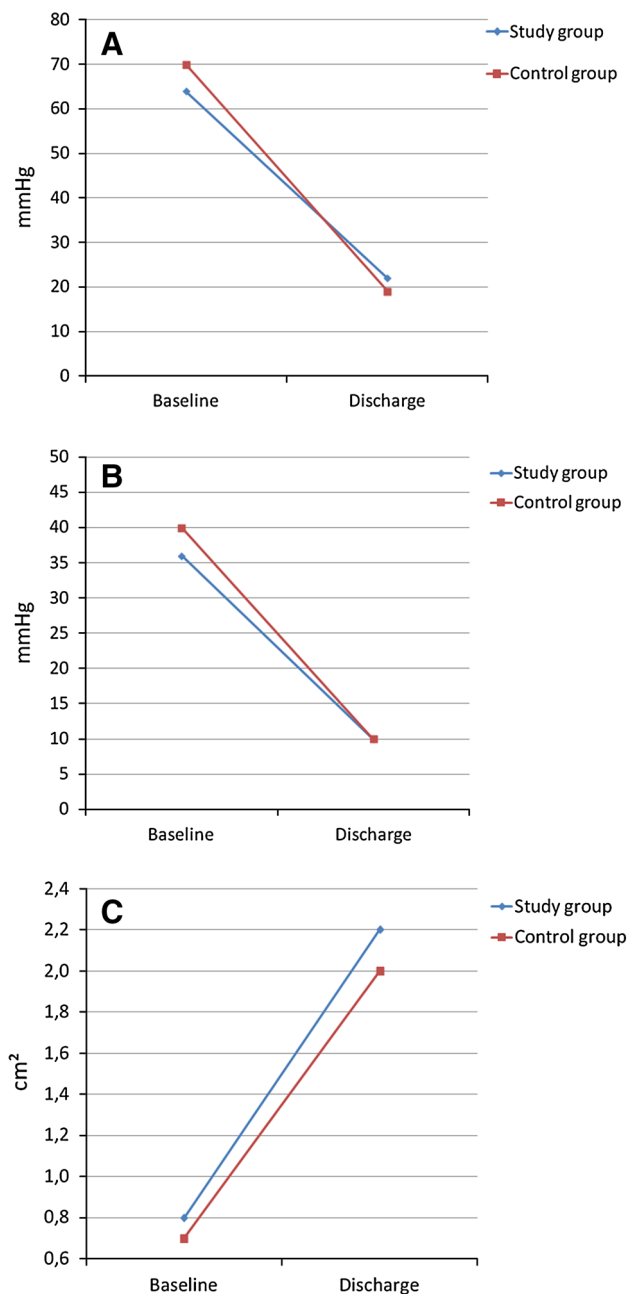 A
Study group
Control group
mmHg
80
70
60
50
40
30
20
10
0
Baseline Discharge
B
Study group
Control group
mmHg
50
45
40
35
30
25
20
15
10
5
0
Baseline Discharge
C
Study group
Control group
cm²
2,4
2,2
2,0
1,8
1,6
1,4
1,2
1,0
0,8
0,6
Baseline Discharge